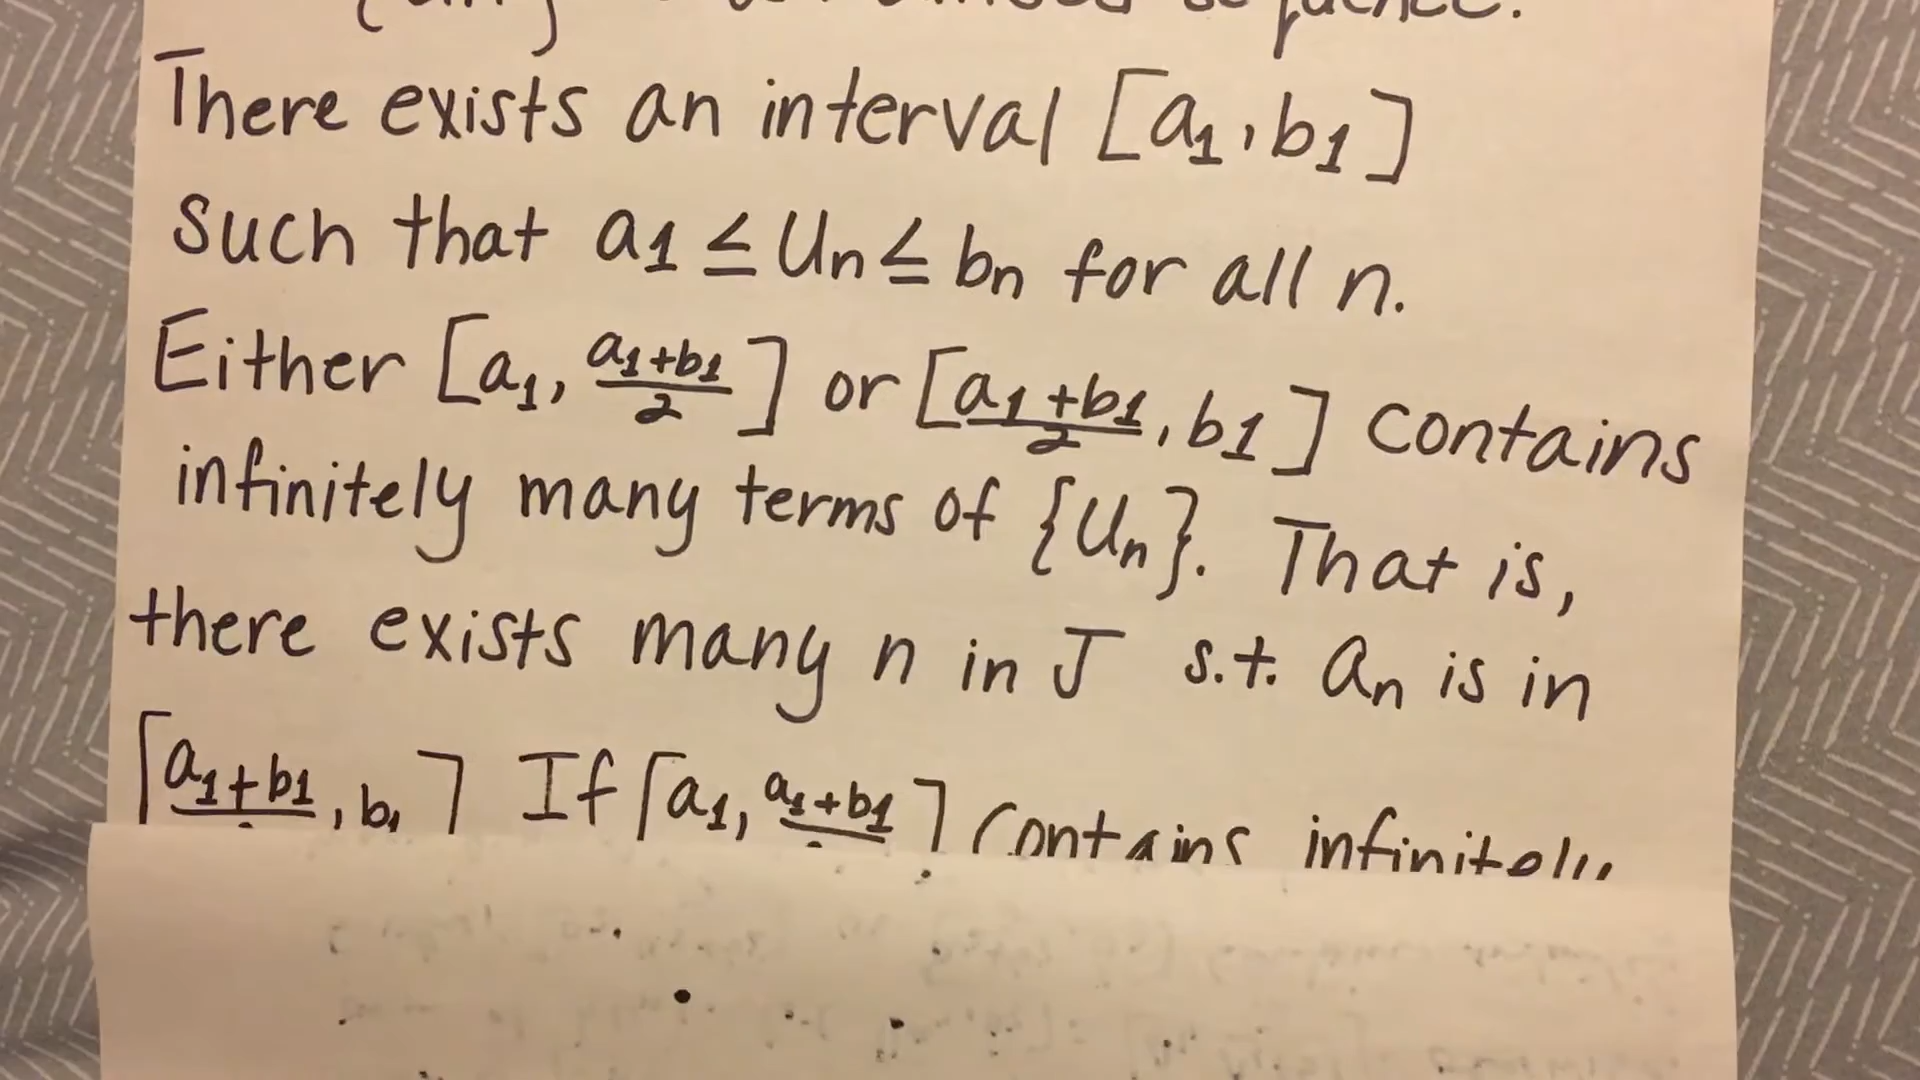 There exists an interval [a₁, b₁]
such that a₁ ≤ Uₙ ≤ bₙ for all n.
Either [a₁, (a₁+b₁)/2] or [(a₁+b₁)/2, b₁] contains
infinitely many terms of {Uₙ}. That is,
there exists many n in J s.t. aₙ is in
[a₁+b₁, b₁] If [a₁, a₁+b₁] contains infinitely